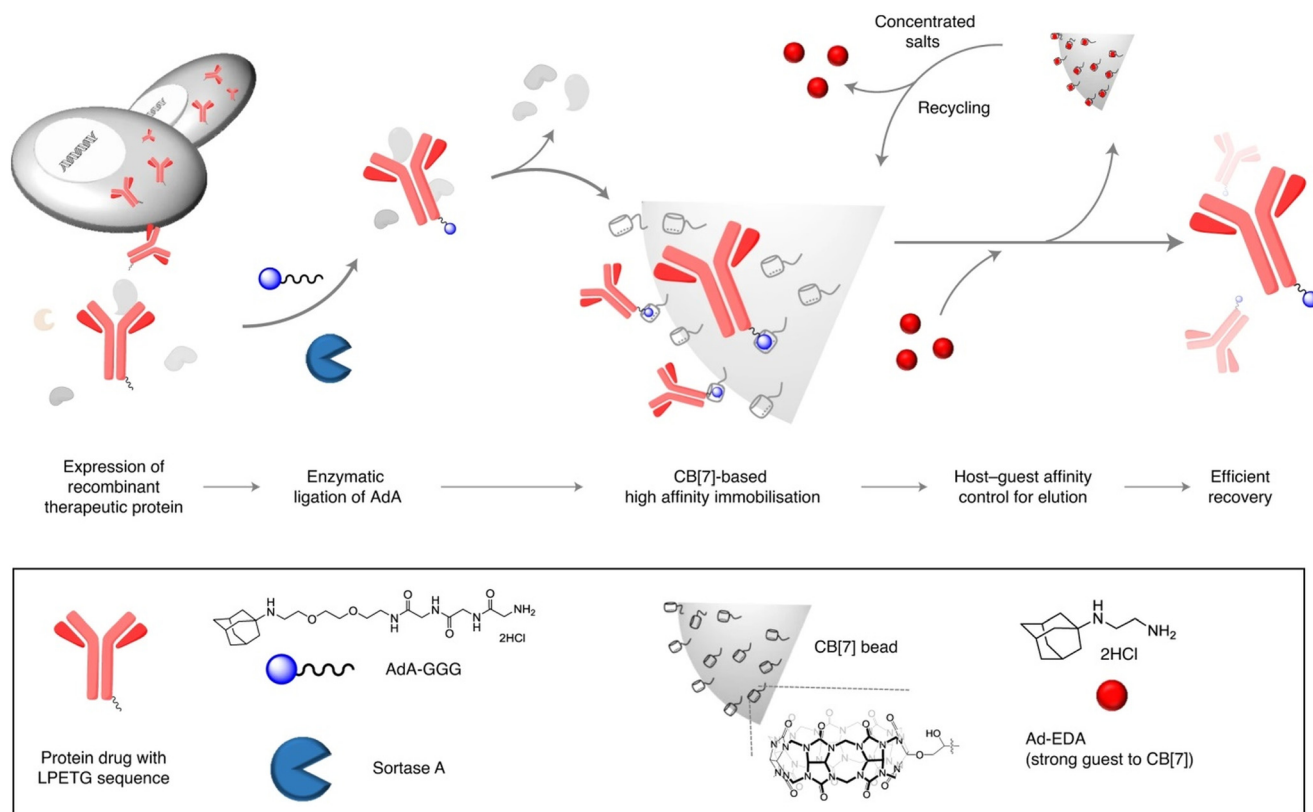 Concentrated
salts
Recycling
Expression of
recombinant
therapeutic protein
Enzymatic
ligation of AdA
CB[7]-based
high affinity immobilisation
Host–guest affinity
control for elution
Efficient
recovery
H
N
O
O
N
H
O
H
N
O
N
H
O
NH2
2HCl
AdA-GGG
Protein drug with
LPETG sequence
Sortase A
CB[7] bead
HO
O
H
N
NH2
2HCl
Ad-EDA
(strong guest to CB[7])